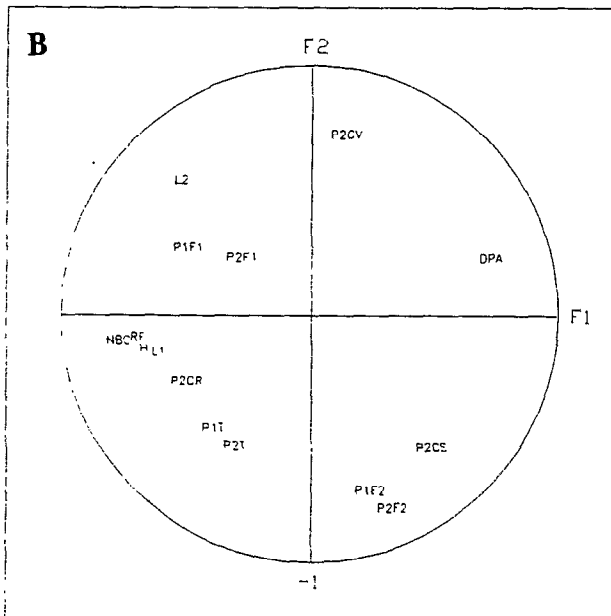 B
F2
P2CV
L2
P1F1
P2F1
DPA
F1
NBC RF H L1
P2CR
P1T
P2T
P2CS
P1F2
P2F2
-1